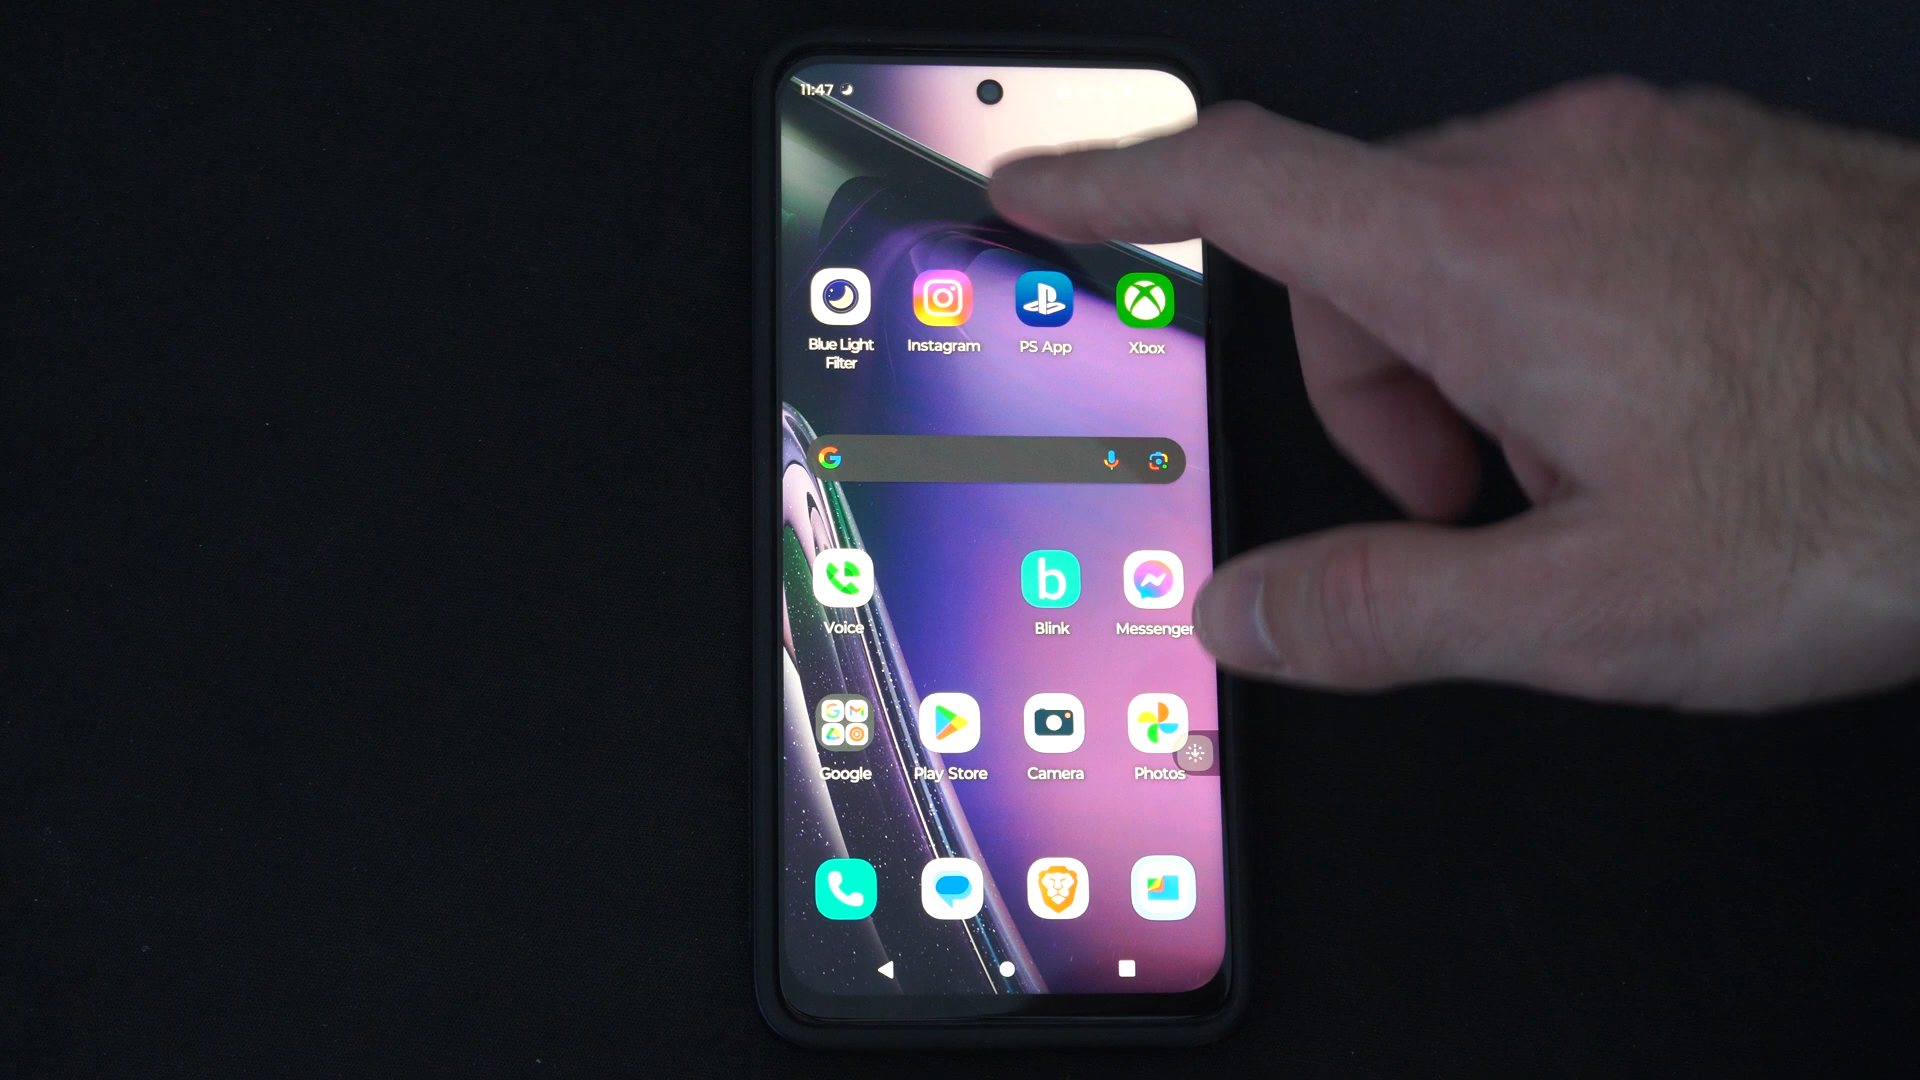 11:47
Blue Light
Filter
Instagram
PS App
Xbox
Voice
b
Blink
Messenger
Google
Play Store
Camera
Photos